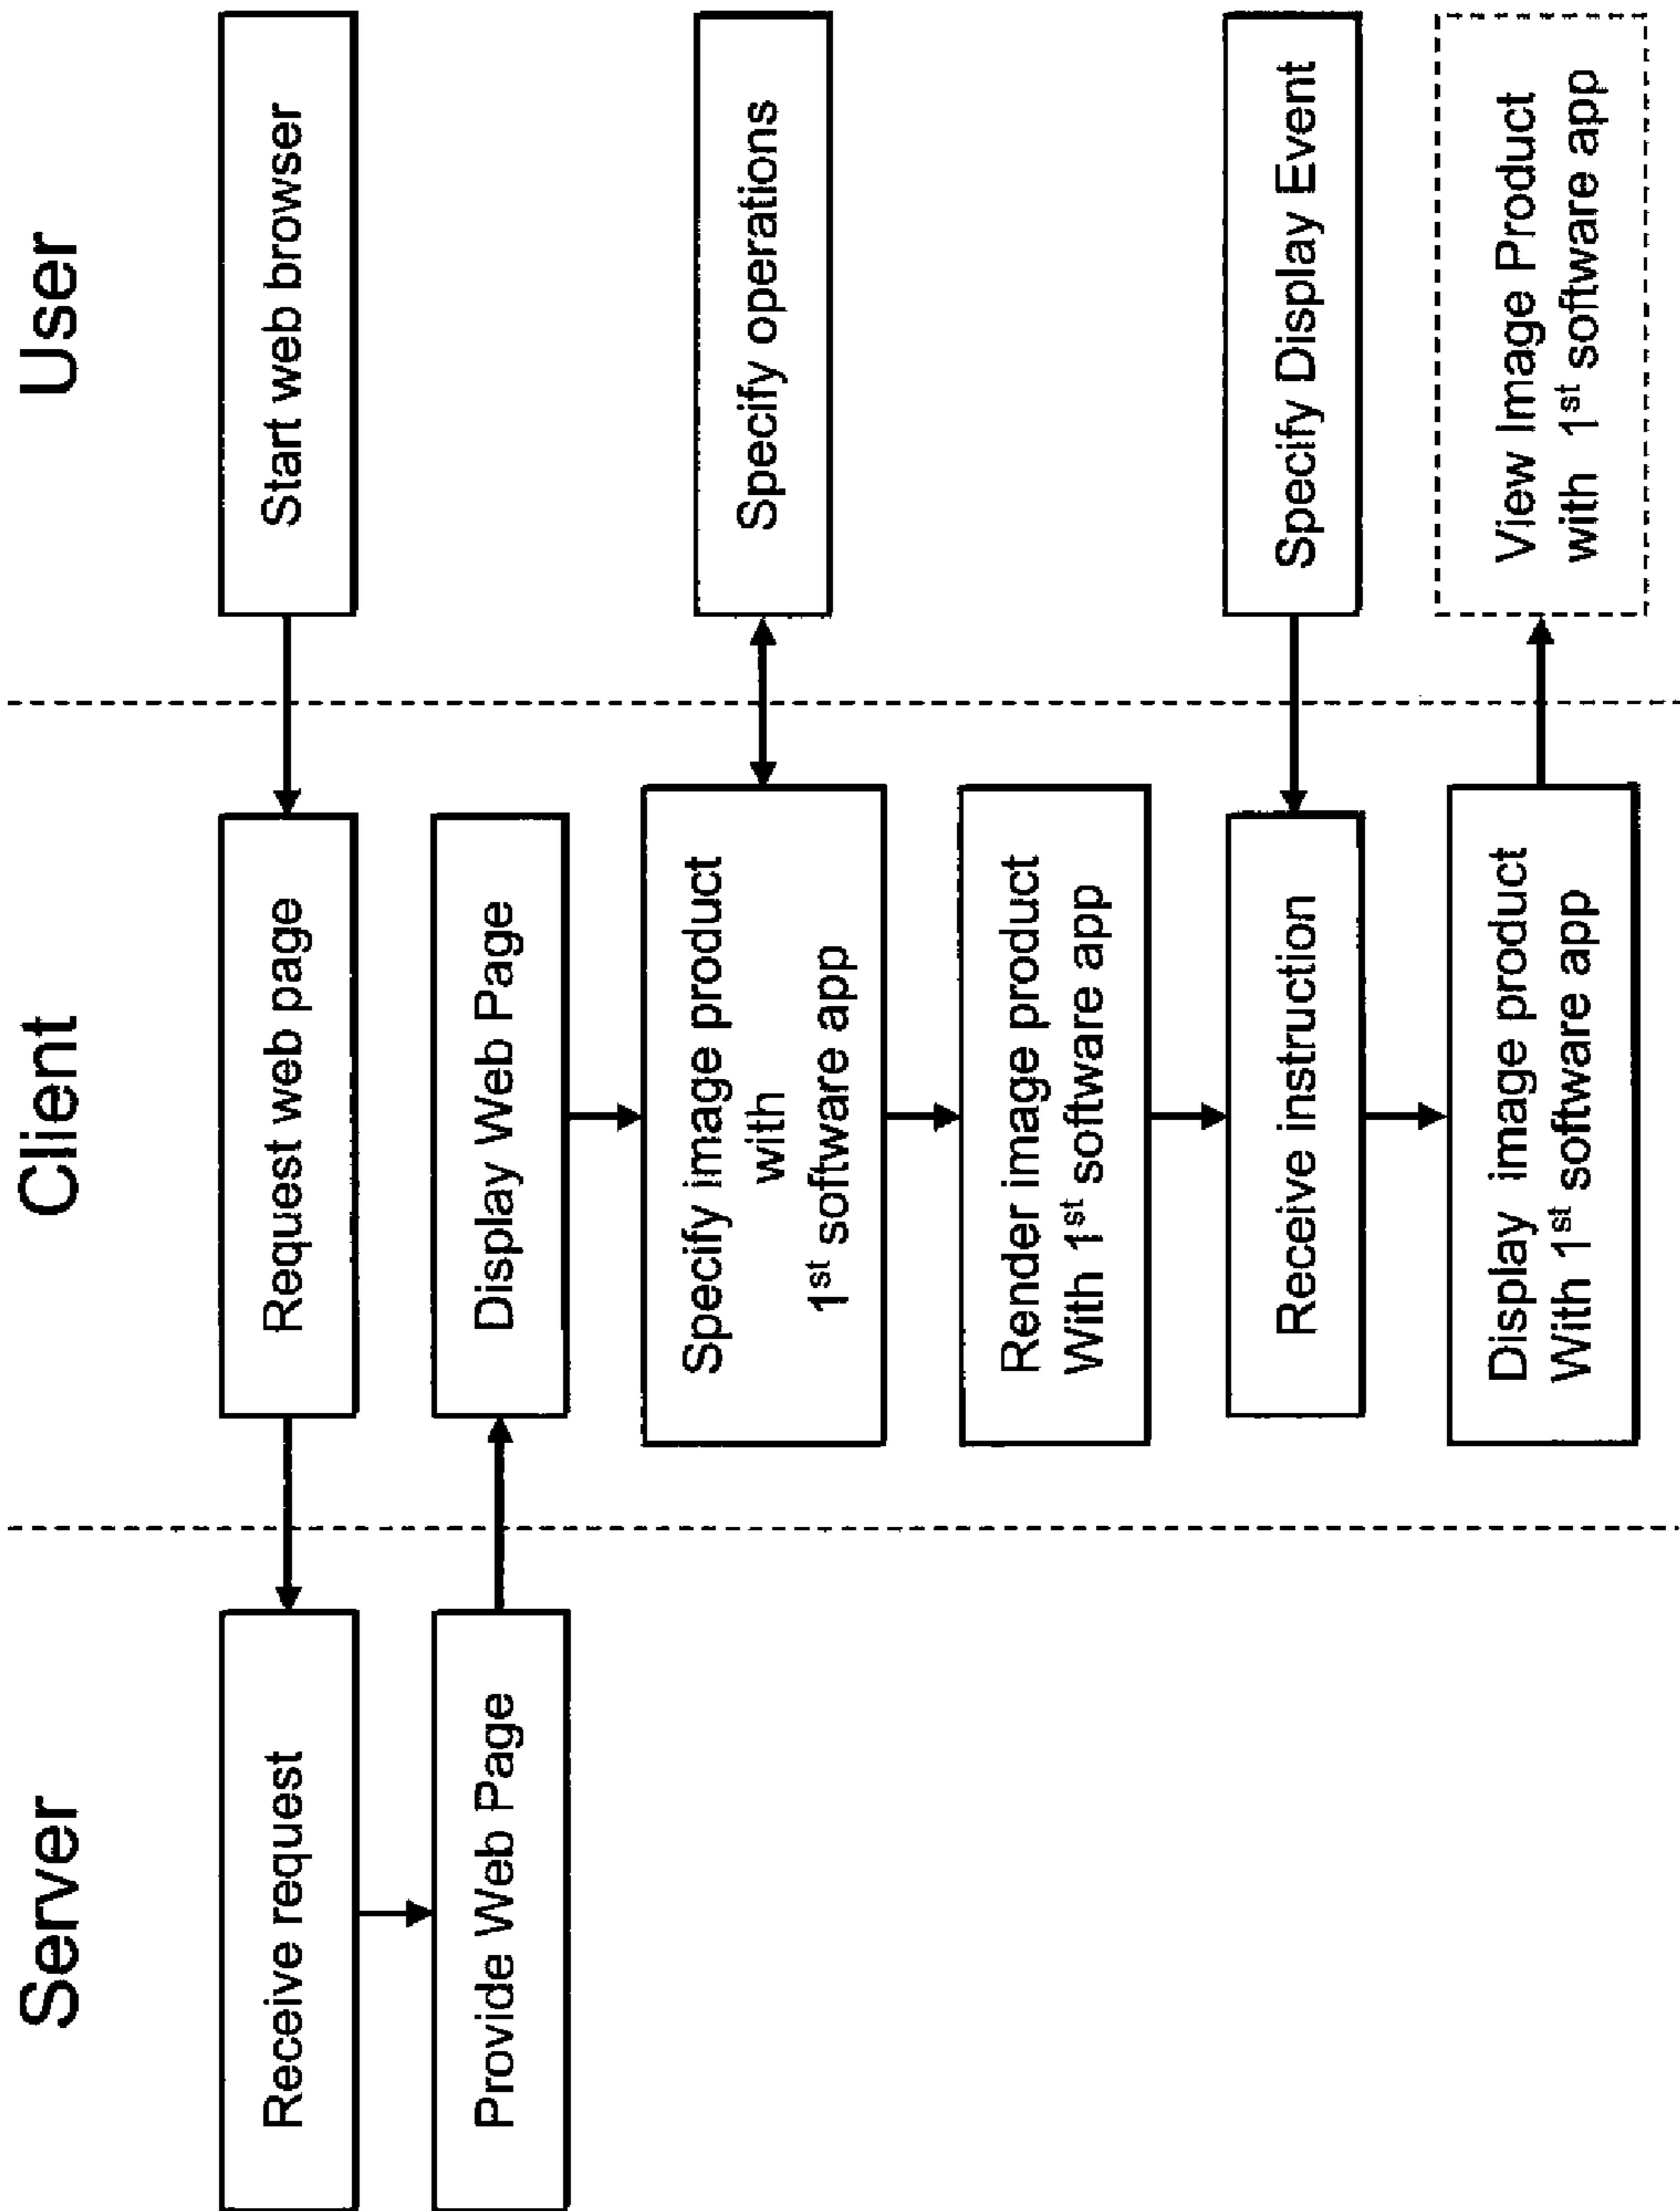 Server
Client
User
Receive request
Request web page
Start web browser
Provide Web Page
Display Web Page
Specify image product
with
1st software app
Specify operations
Render image product
With 1st software app
Receive instruction
Specify Display Event
Display image product
With 1st software app
View Image Product
with 1st software app